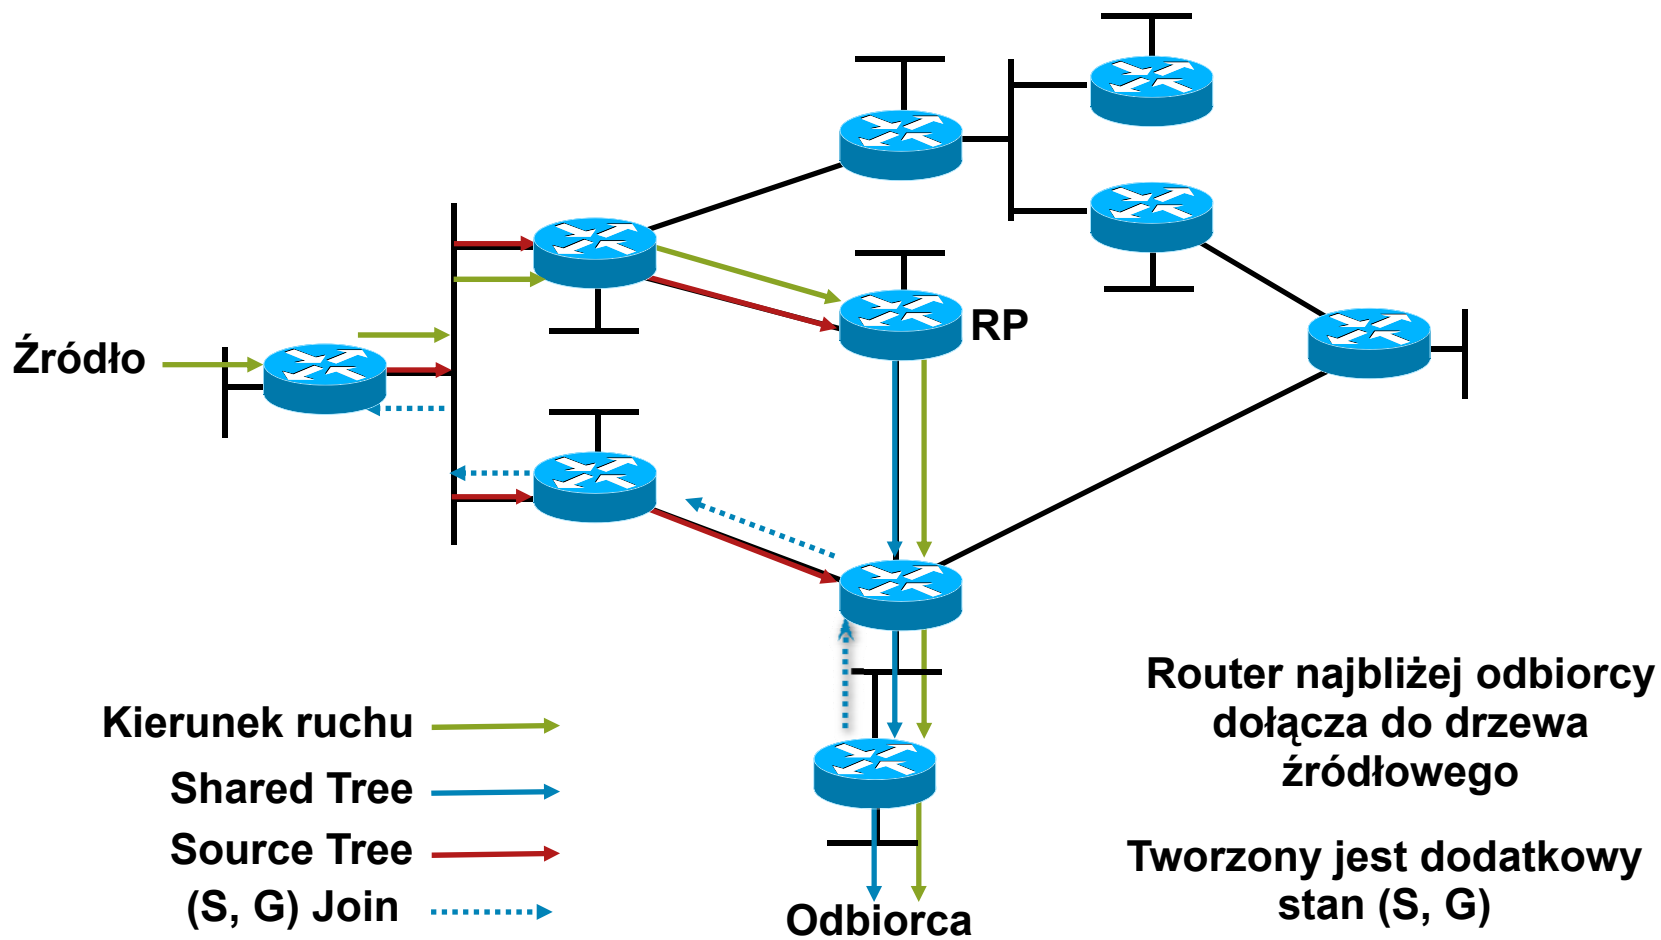 RP
Źródło
Kierunek ruchu
Shared Tree
Source Tree
(S, G) Join
Odbiorca
Router najbliżej odbiorcy
dołącza do drzewa
źródłowego
Tworzony jest dodatkowy
stan (S, G)